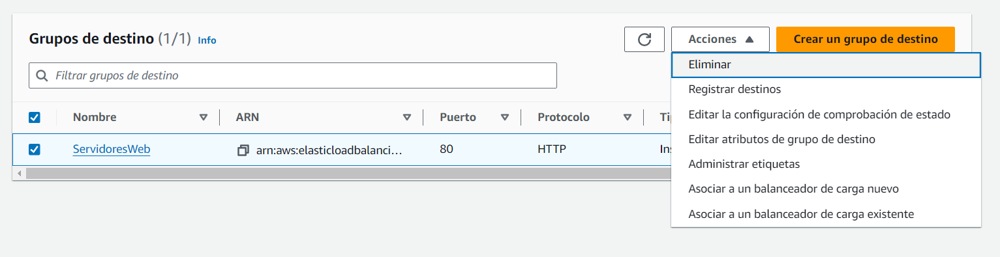 Grupos de destino (1/1) Info
Acciones
Crear un grupo de destino
Filtrar grupos de destino
Eliminar
Registrar destinos
Editar la configuración de comprobación de estado
Editar atributos de grupo de destino
Administrar etiquetas
Asociar a un balanceador de carga nuevo
Asociar a un balanceador de carga existente
Nombre ARN Puerto Protocolo
ServidoresWeb arn:aws:elasticloadbalanci… 80 HTTP